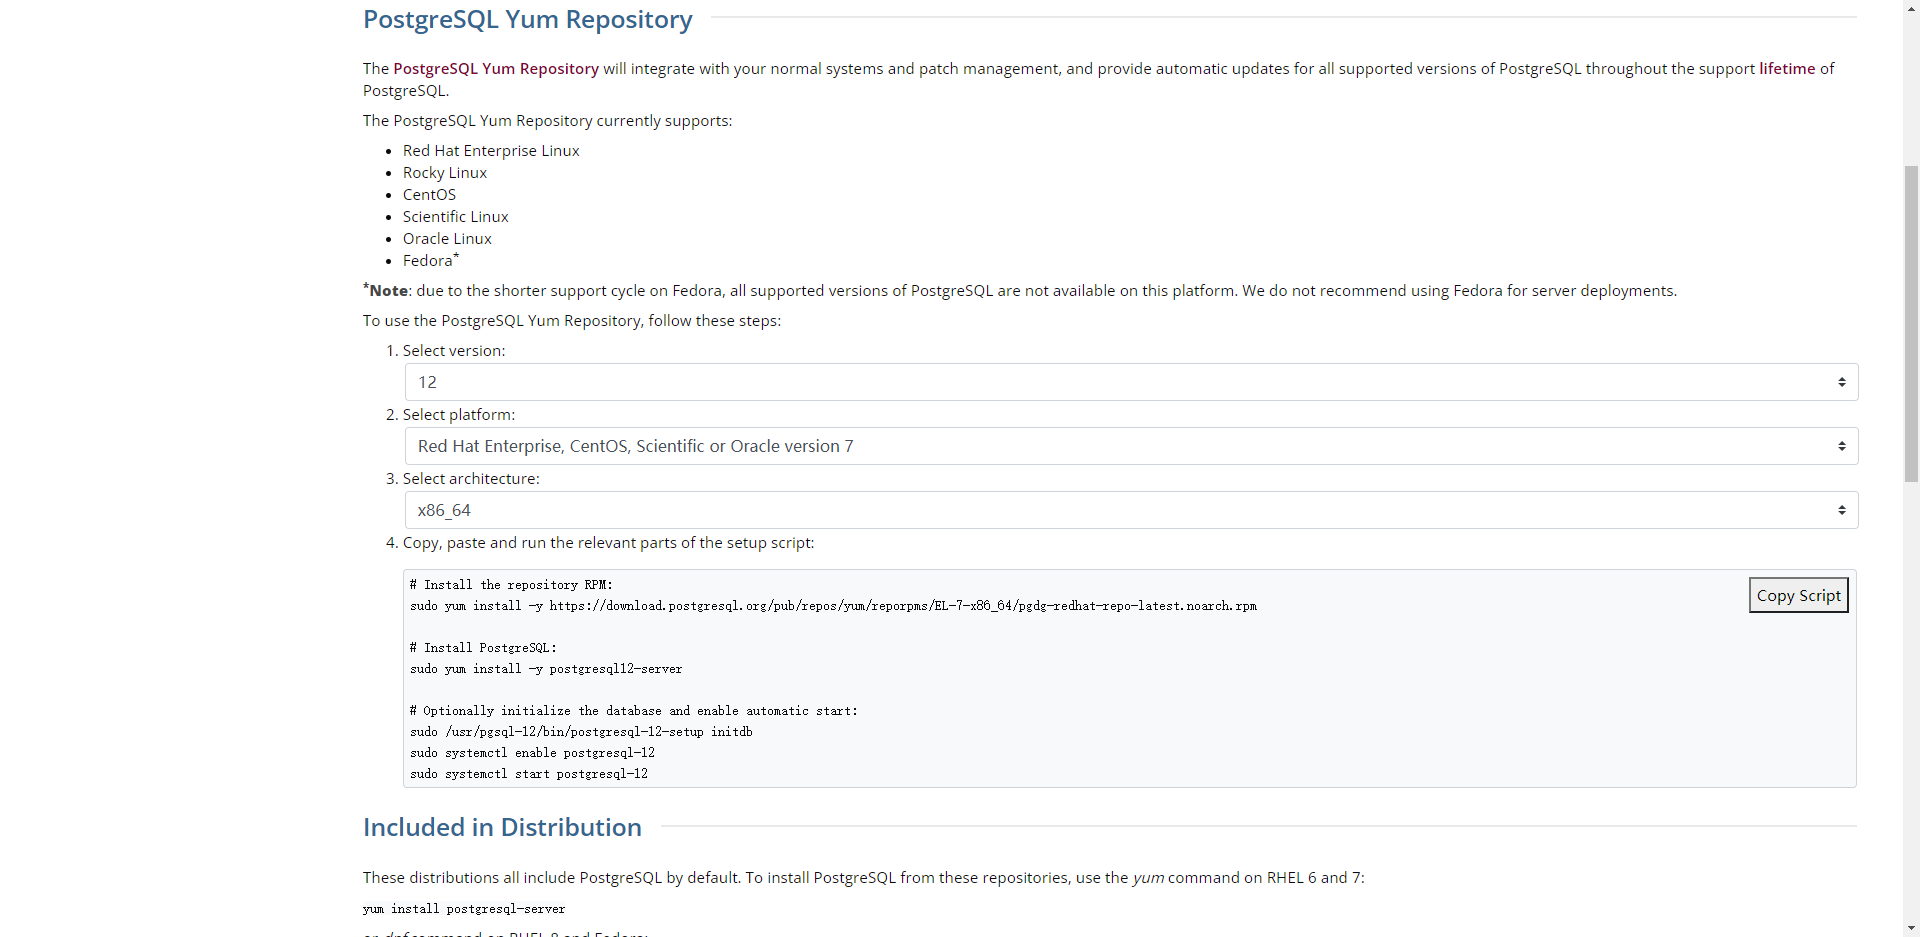 PostgreSQL Yum Repository
The PostgreSQL Yum Repository will integrate with your normal systems and patch management, and provide automatic updates for all supported versions of PostgreSQL throughout the support lifetime of
PostgreSQL.
The PostgreSQL Yum Repository currently supports:
• Red Hat Enterprise Linux
• Rocky Linux
• CentOS
• Scientific Linux
• Oracle Linux
• Fedora*
*Note: due to the shorter support cycle on Fedora, all supported versions of PostgreSQL are not available on this platform. We do not recommend using Fedora for server deployments.
To use the PostgreSQL Yum Repository, follow these steps:
1. Select version:
12
2. Select platform:
Red Hat Enterprise, CentOS, Scientific or Oracle version 7
3. Select architecture:
x86_64
4. Copy, paste and run the relevant parts of the setup script:
Copy Script
# Install the repository RPM:
sudo yum install -y https://download.postgresql.org/pub/repos/yum/reporpms/EL-7-x86_64/pgdg-redhat-repo-latest.noarch.rpm
# Install PostgreSQL:
sudo yum install -y postgresql12-server
# Optionally initialize the database and enable automatic start:
sudo /usr/pgsql-12/bin/postgresql-12-setup initdb
sudo systemctl enable postgresql-12
sudo systemctl start postgresql-12
Included in Distribution
These distributions all include PostgreSQL by default. To install PostgreSQL from these repositories, use the yum command on RHEL 6 and 7:
yum install postgresql-server
or dnf command on RHEL 8 and Fedora: